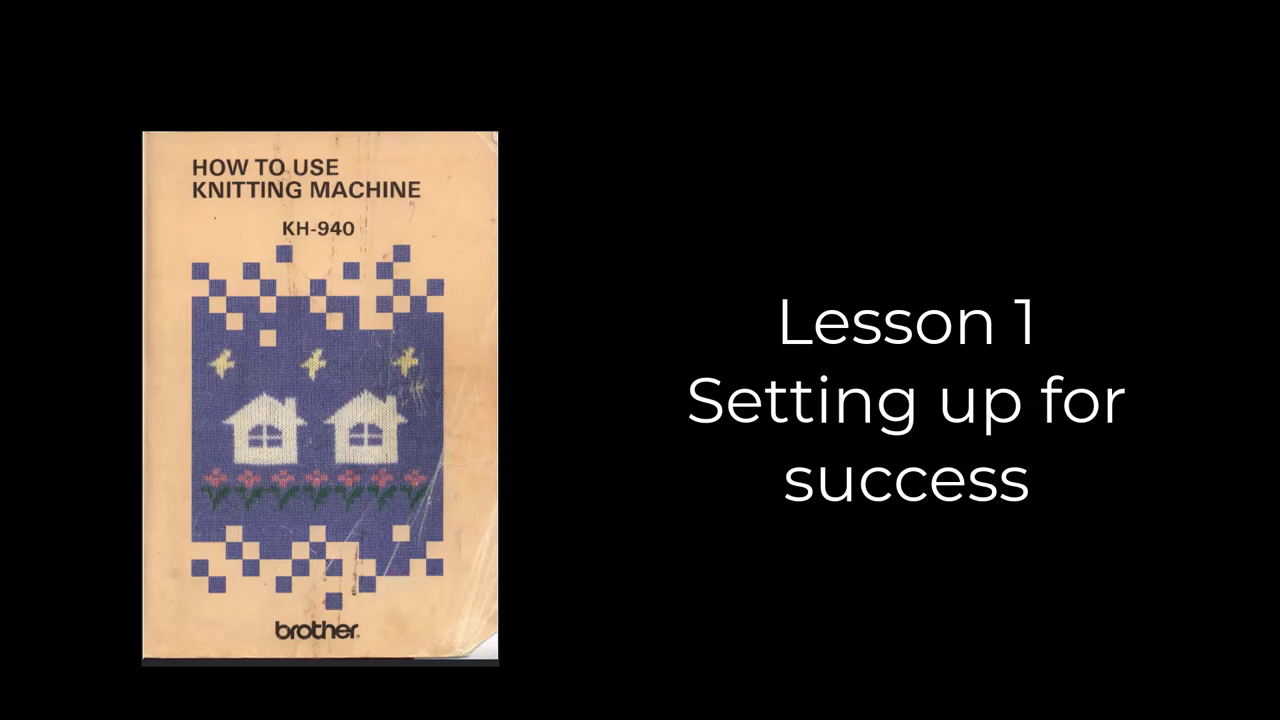 HOW TO USE
KNITTING MACHINE
KH-940
brother
Lesson 1
Setting up for
success